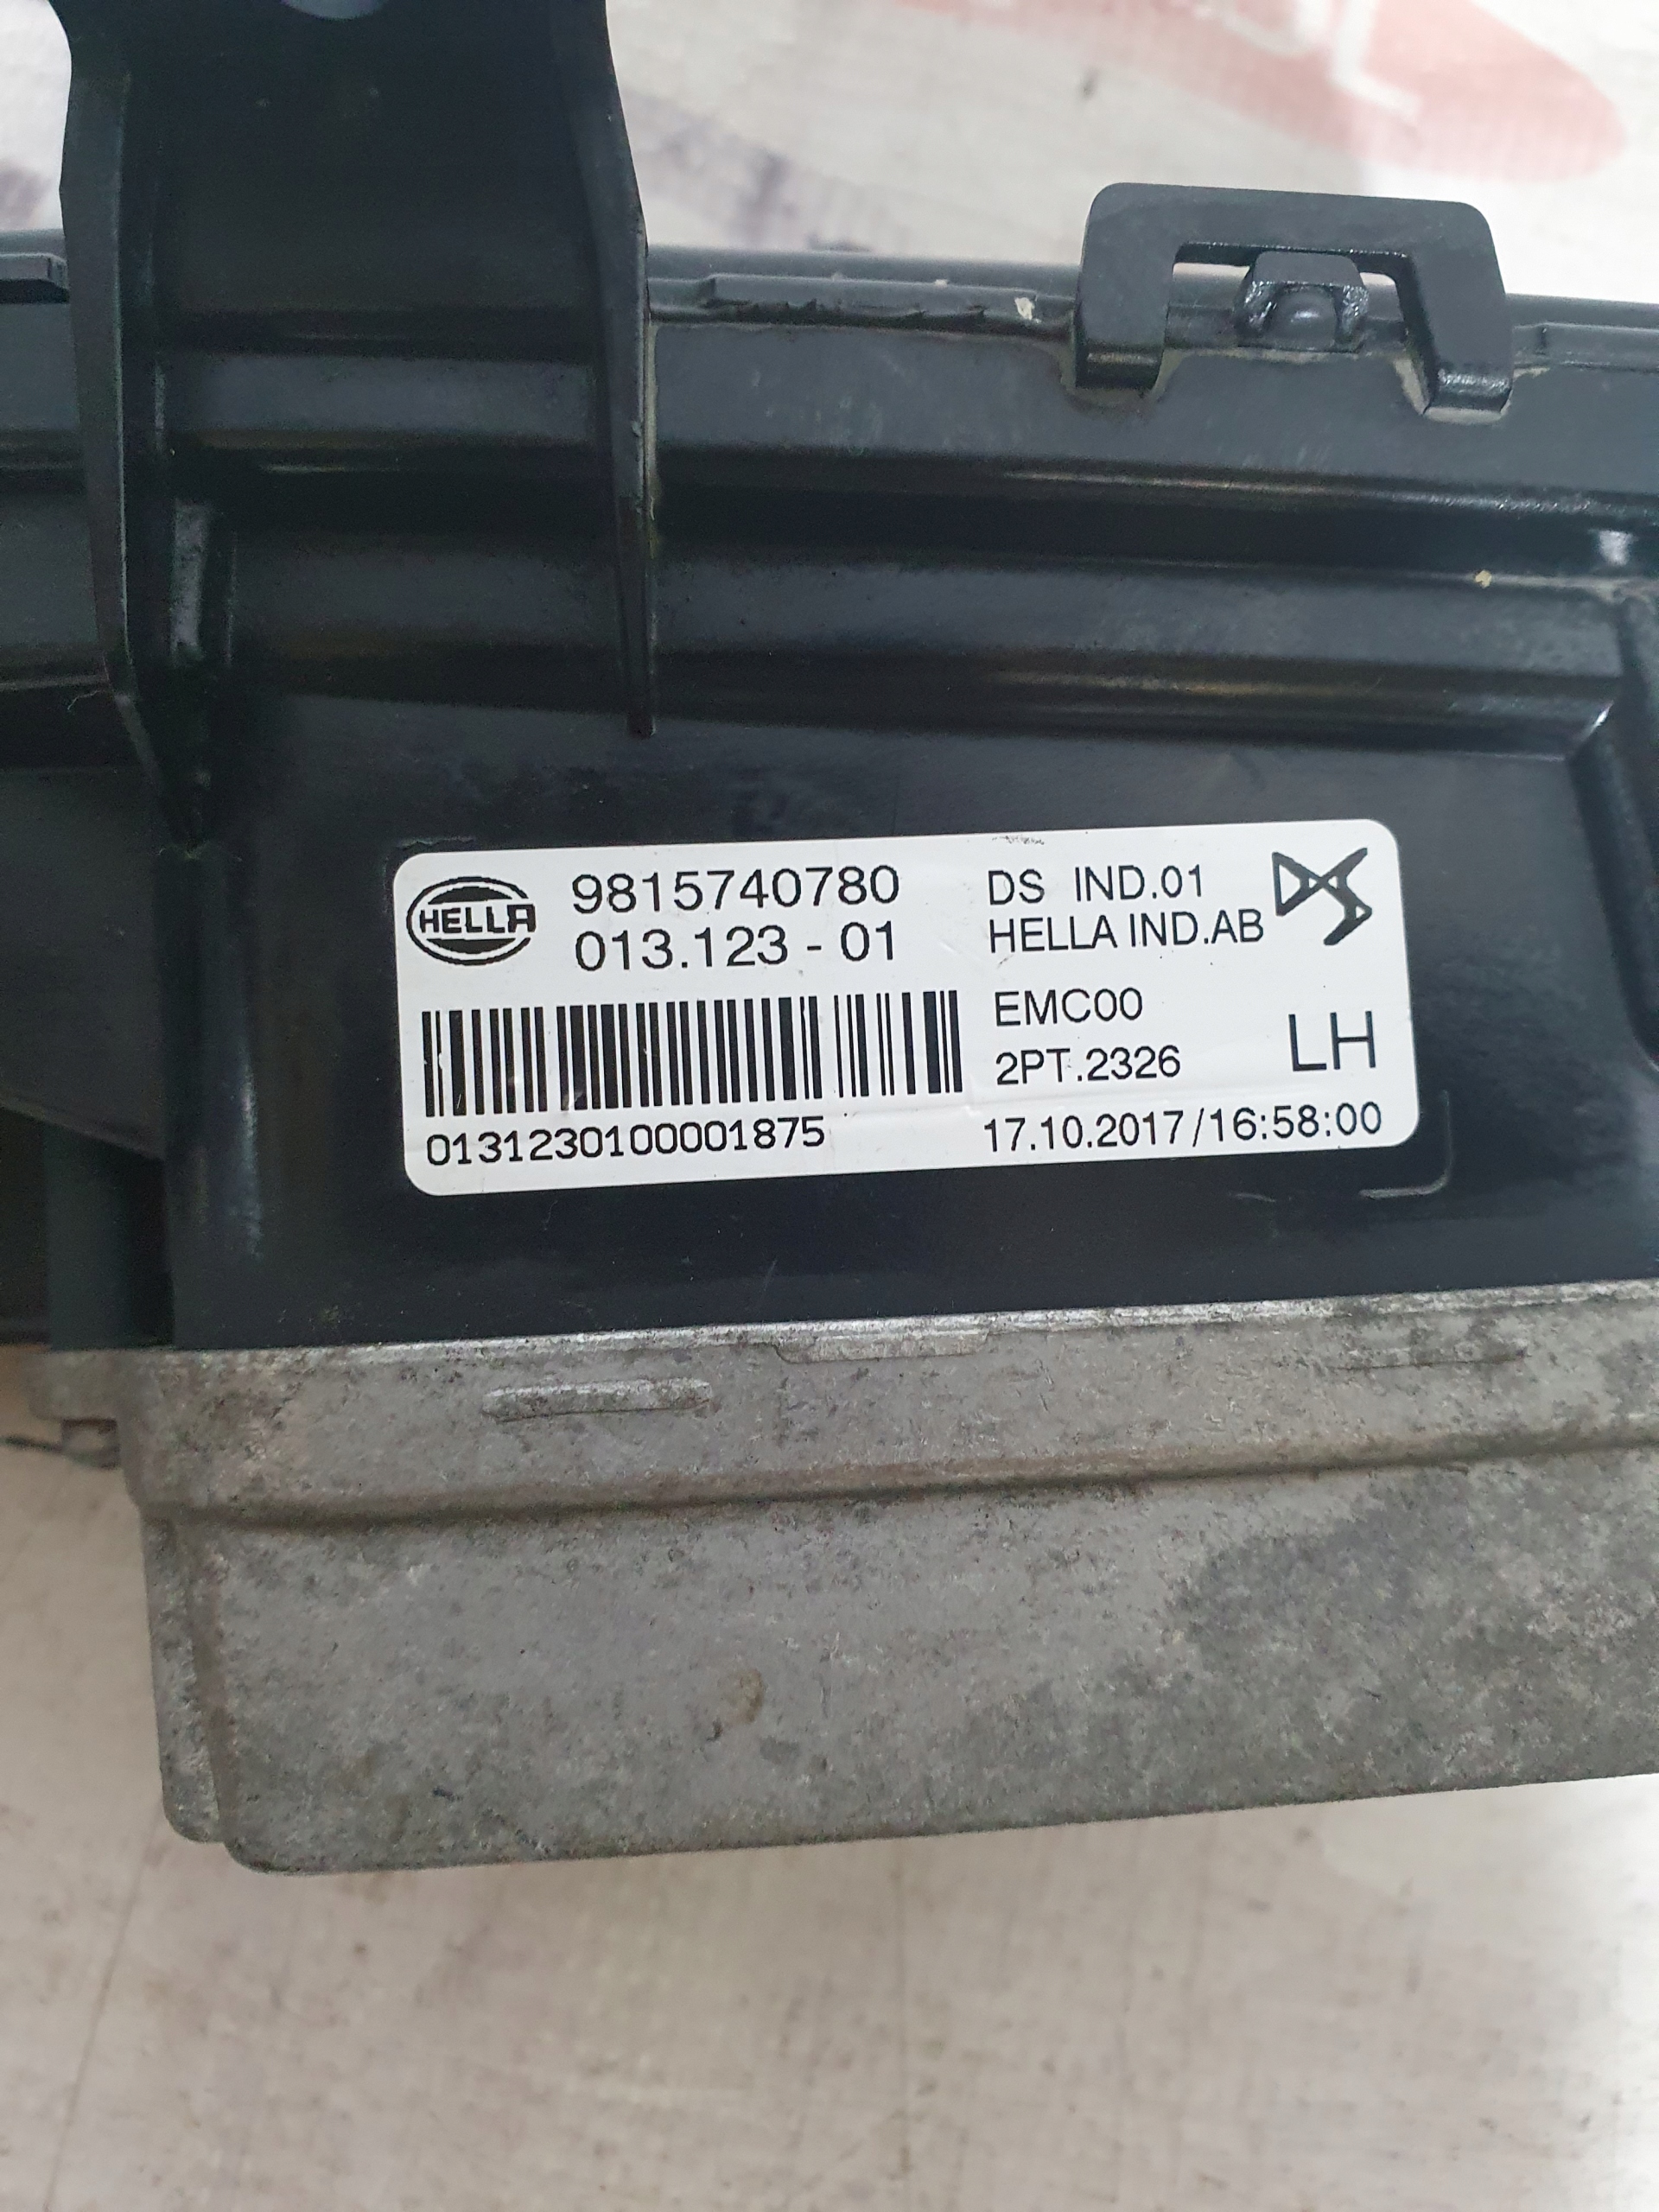 HELLA
9815740780
013.123 - 01
DS IND.01
HELLA IND.AB
DS
EMC00
2PT.2326
LH
0131230100001875
17.10.2017/16:58:00